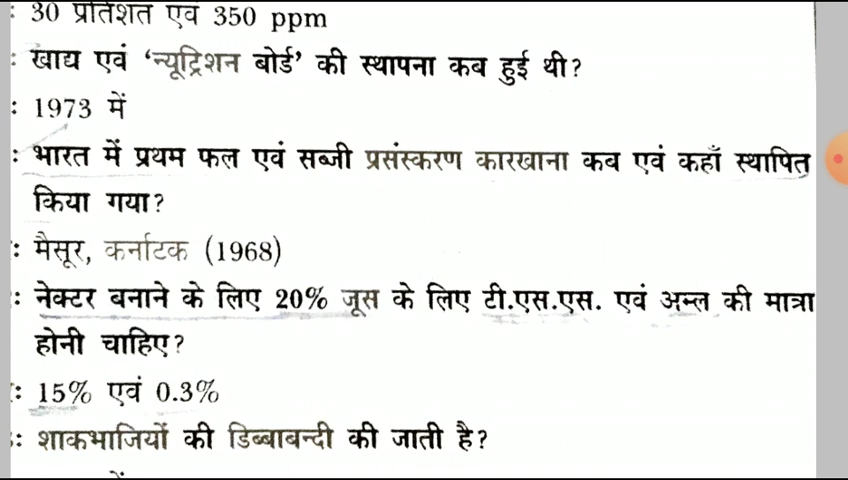 : 30 प्रतिशत एवं 350 ppm
: खाद्य एवं ‘न्यूट्रिशन बोर्ड’ की स्थापना कब हुई थी?
: 1973 में
: भारत में प्रथम फल एवं सब्जी प्रसंस्करण कारखाना कब एवं कहाँ स्थापित
किया गया?
: मैसूर, कर्नाटक (1968)
: नेक्टर बनाने के लिए 20% जूस के लिए टी.एस.एस. एवं अम्ल की मात्रा
होनी चाहिए?
: 15% एवं 0.3%
: शाकभाजियों की डिब्बाबन्दी की जाती है?